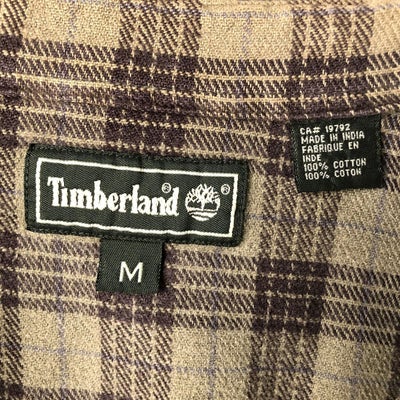 CA# 19792
MADE IN INDIA
FABRIQUE EN
INDE
100% COTTON
100% COTON
Timberland® ®
M